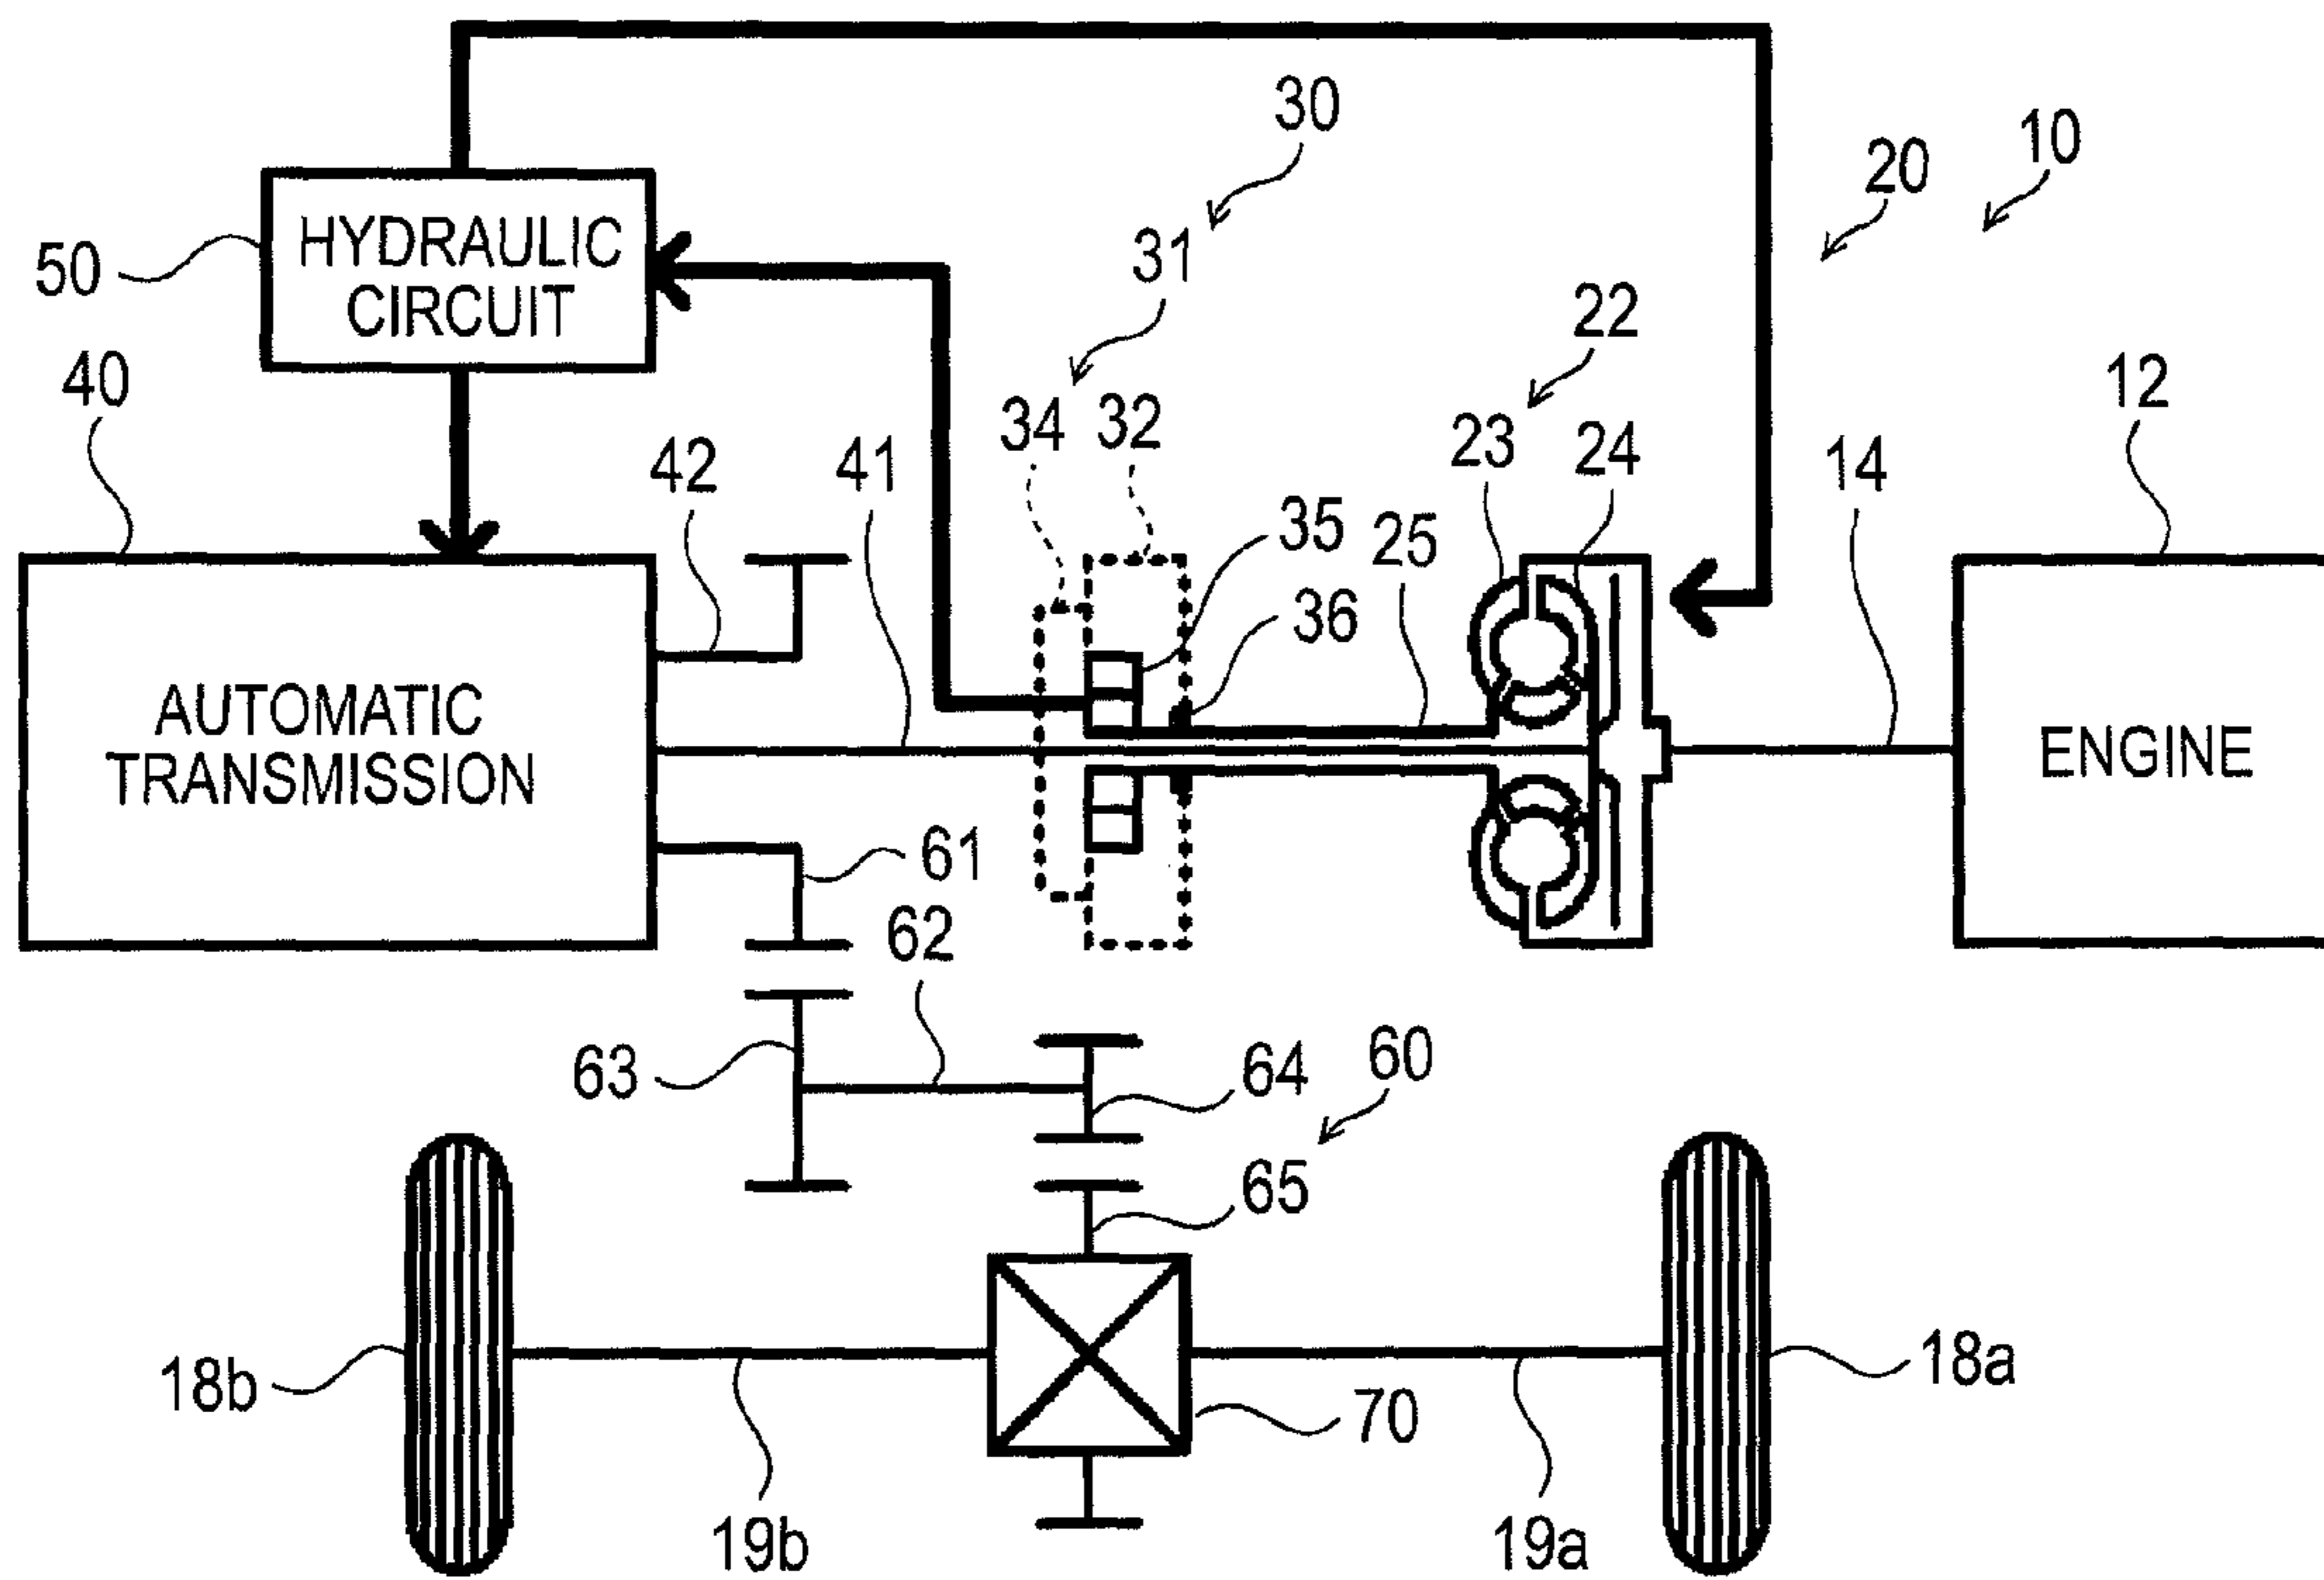 30
10
20
31
HYDRAULIC
CIRCUIT
50
22
40
34
32
12
42
41
23
24
14
35
25
36
AUTOMATIC
TRANSMISSION
ENGINE
61
62
63
64
60
65
18b
18a
70
19b
19a